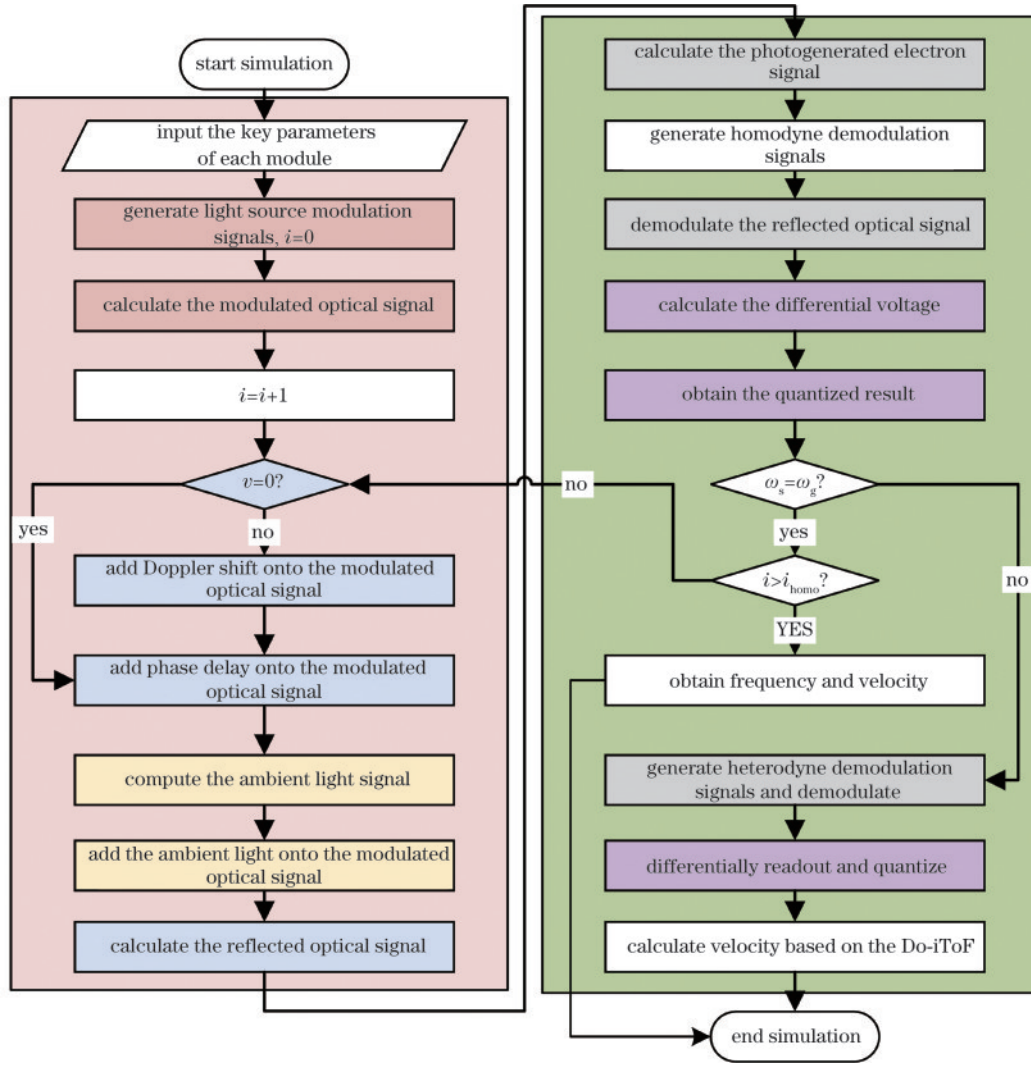 start simulation
input the key parameters
of each module
generate light source modulation
signals, i=0
calculate the modulated optical signal
i=i+1
v=0?
yes
no
add Doppler shift onto the modulated
optical signal
add phase delay onto the modulated
optical signal
compute the ambient light signal
add the ambient light onto the modulated
optical signal
calculate the reflected optical signal
calculate the photogenerated electron
signal
generate homodyne demodulation
signals
demodulate the reflected optical signal
calculate the differential voltage
obtain the quantized result
ωs=ωg?
no
yes
i>ihomo?
no
YES
obtain frequency and velocity
generate heterodyne demodulation
signals and demodulate
differentially readout and quantize
calculate velocity based on the Do-iToF
end simulation